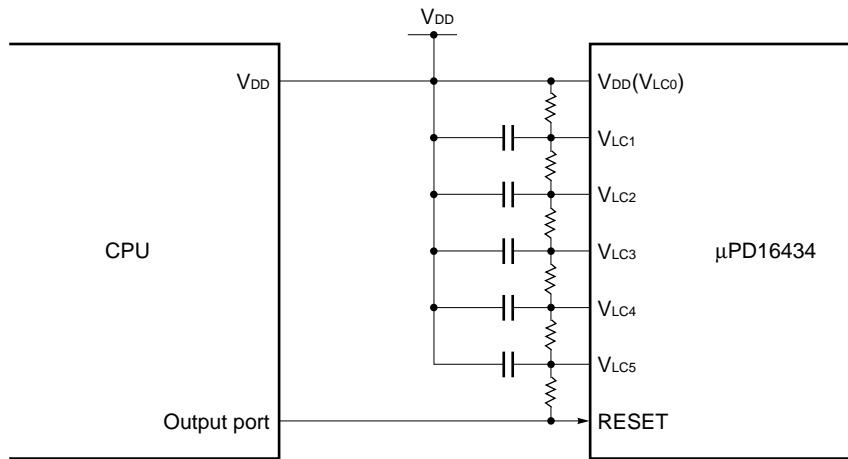 VDD
VDD
VDD(VLC0)
VLC1
VLC2
VLC3
CPU
μPD16434
VLC4
VLC5
Output port
RESET